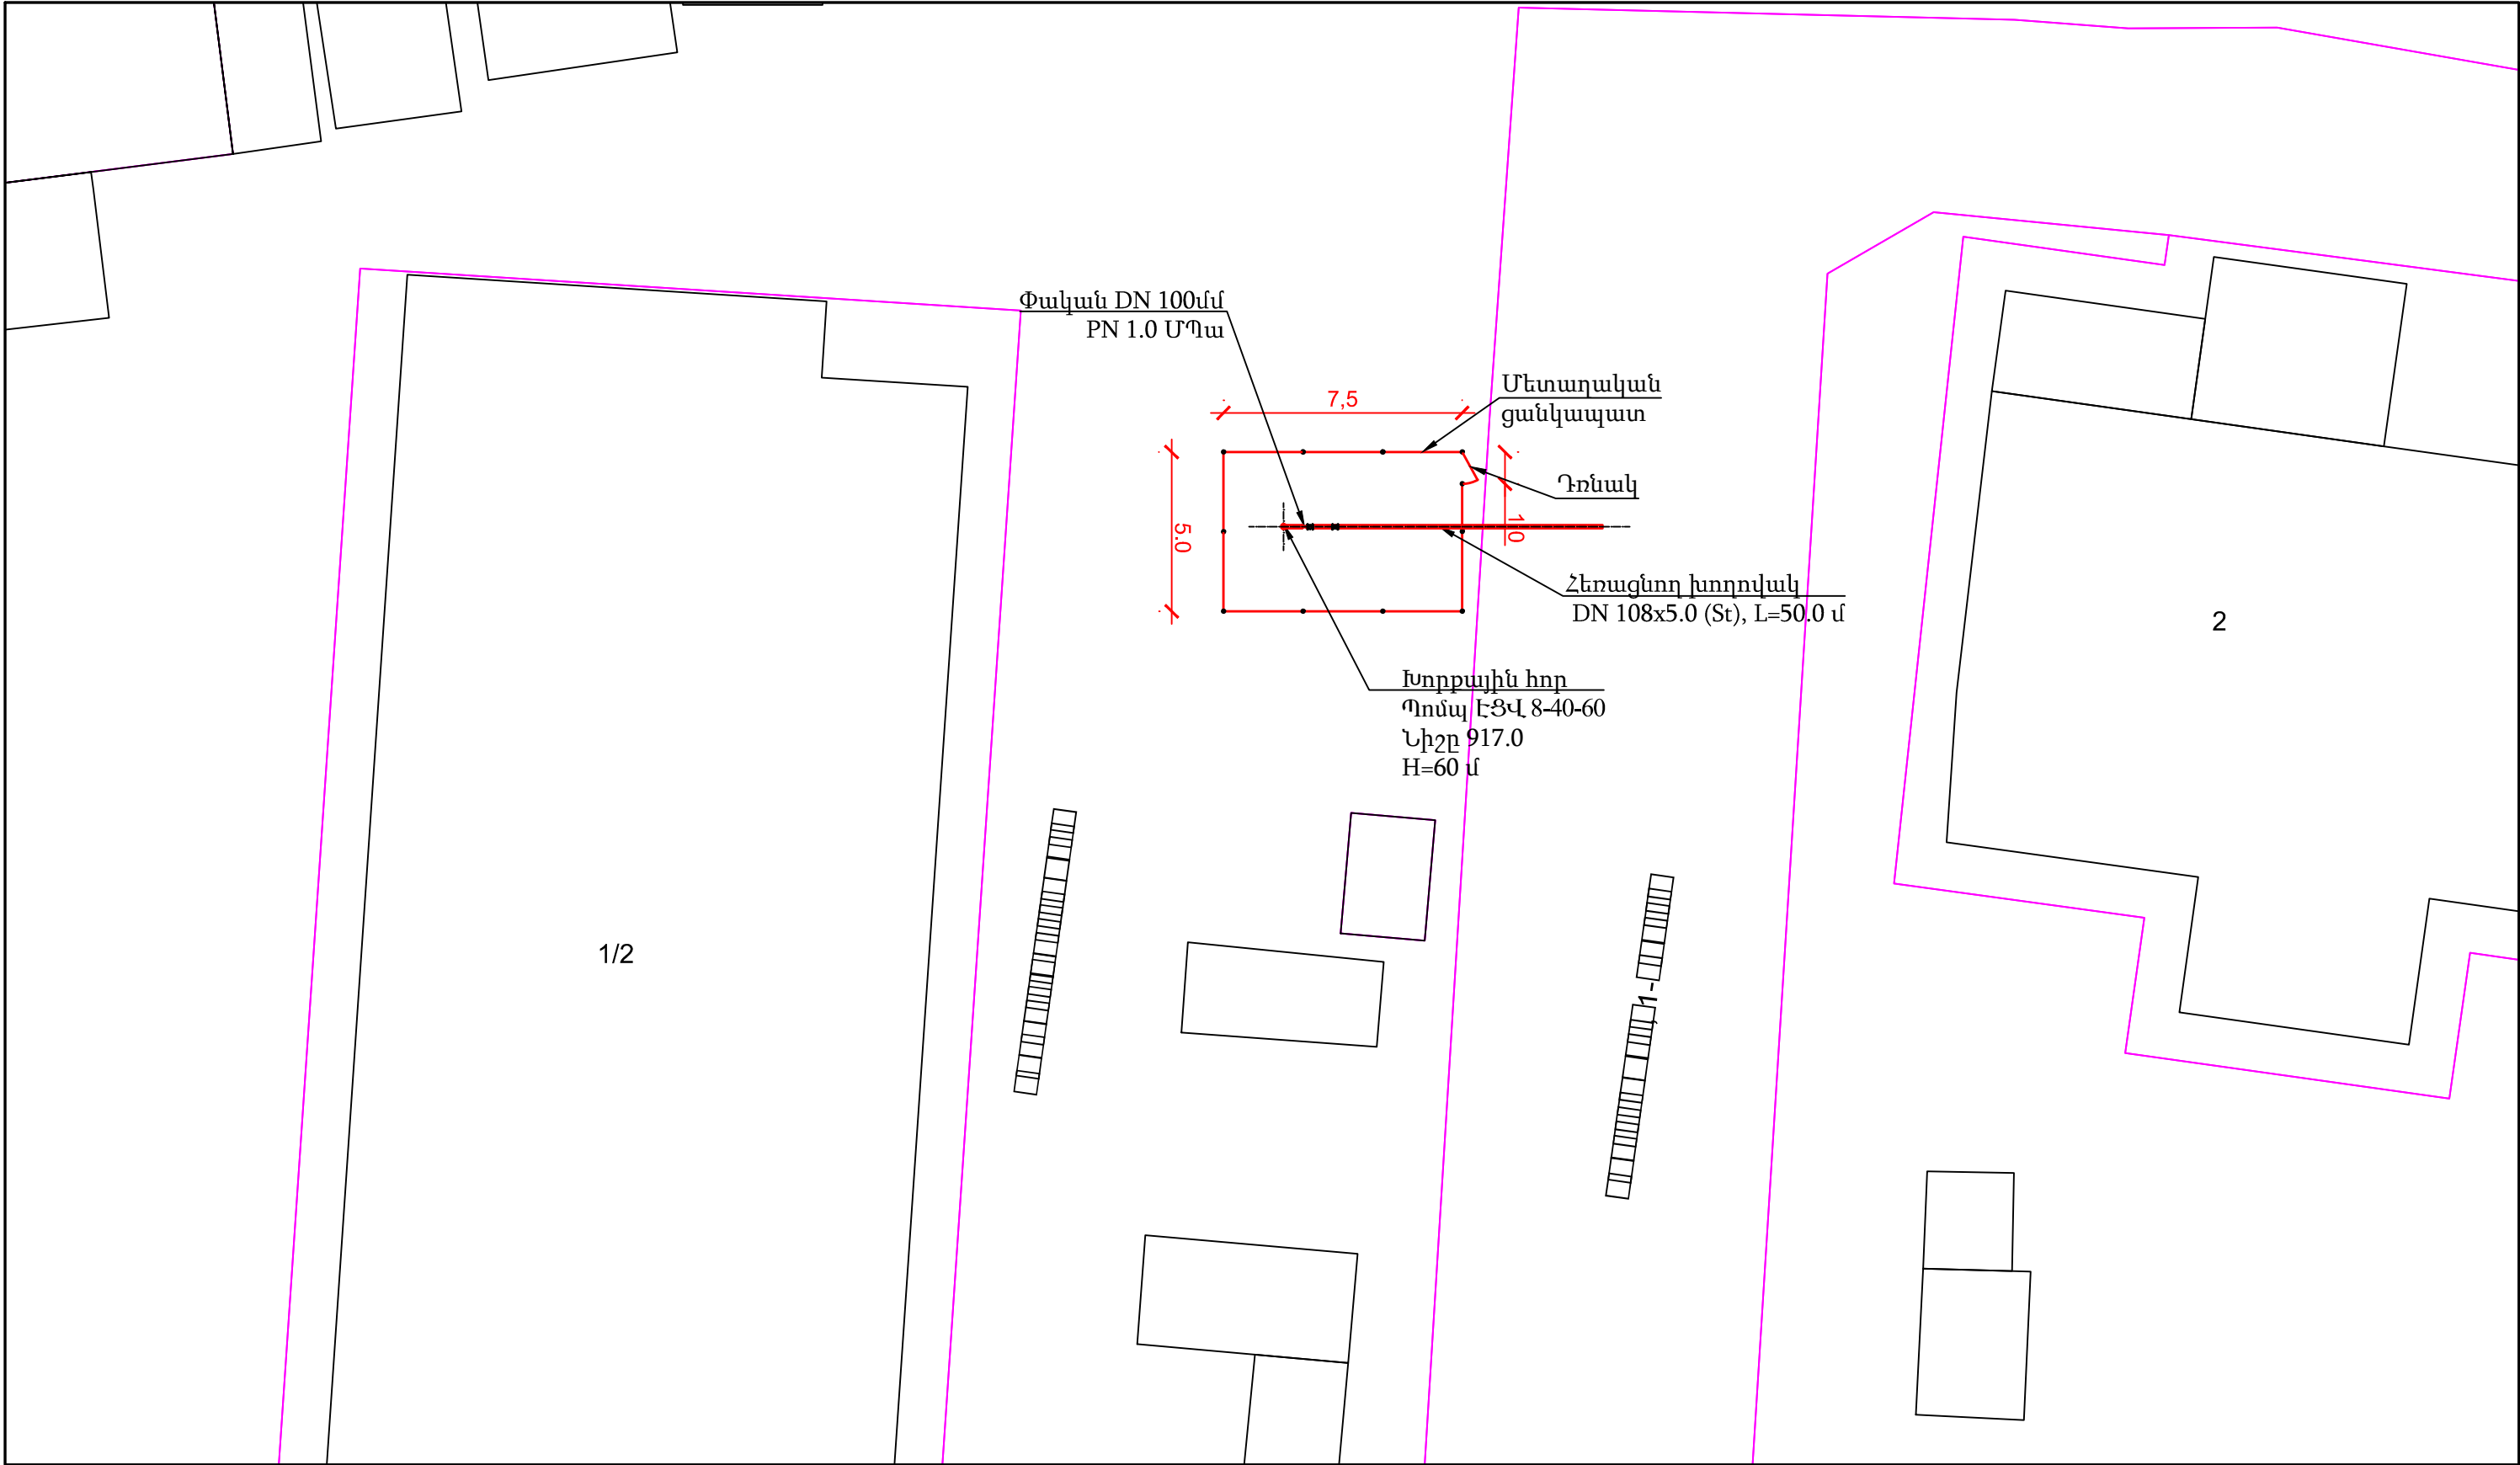 Փական DN 100մմ
PN 1.0 ՄՊա
Մետաղական
ցանկապատ
7,5
Դռնակ
5.0
1.0
Հեռացնող խողովակ
DN 108x5.0 (St), L=50.0 մ
2
Խորքային հոր
Պոմպ ԷՑՎ 8-40-60
Նիշը 917.0
H=60 մ
1/2